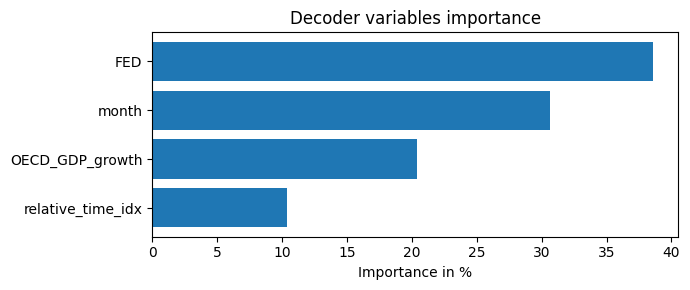 Decoder variables importance
FED
month
OECD_GDP_growth
relative_time_idx
0 5 10 15 20 25 30 35 40
Importance in %